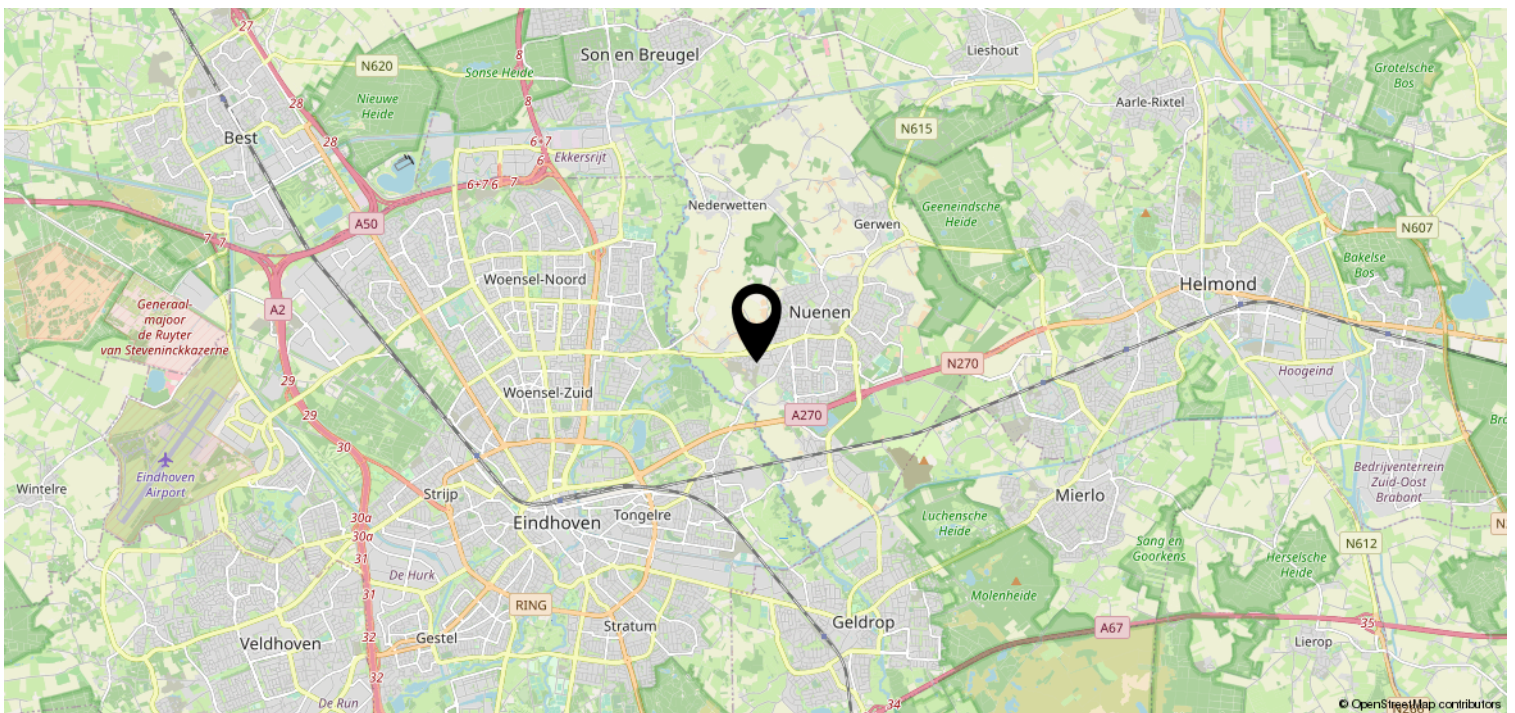 27
8
Son en Breugel
Lieshout
N620
Sonse Heide
Grotelsche
Bos
Nieuwe
Heide
28
8
Aarle-Rixtel
Best
28
6+7
N615
6
Ekkersrijt
6+7 6
7
Nederwetten
Geeneindsche
Heide
A50
Gerwen
N607
7
7
Bakelse
Bos
Woensel-Noord
Helmond
Generaal-
majoor
de Ruyter
van Steveninckkazerne
A2
Nuenen
N270
Hoogeind
29
Woensel-Zuid
29
A270
30
Eindhoven
Airport
Bedrijventerrein
Zuid-Oost
Brabant
Wintelre
Strijp
Mierlo
30a
Eindhoven
Tongelre
Luchensche
Heide
30a
Sang en
Goorkens
N612
31
De Hurk
Herselsche
Heide
31
Molenheide
RING
Geldrop
A67
35
32
Gestel
Stratum
Veldhoven
Lierop
32
De Run
34
© OpenStreetMap contributors